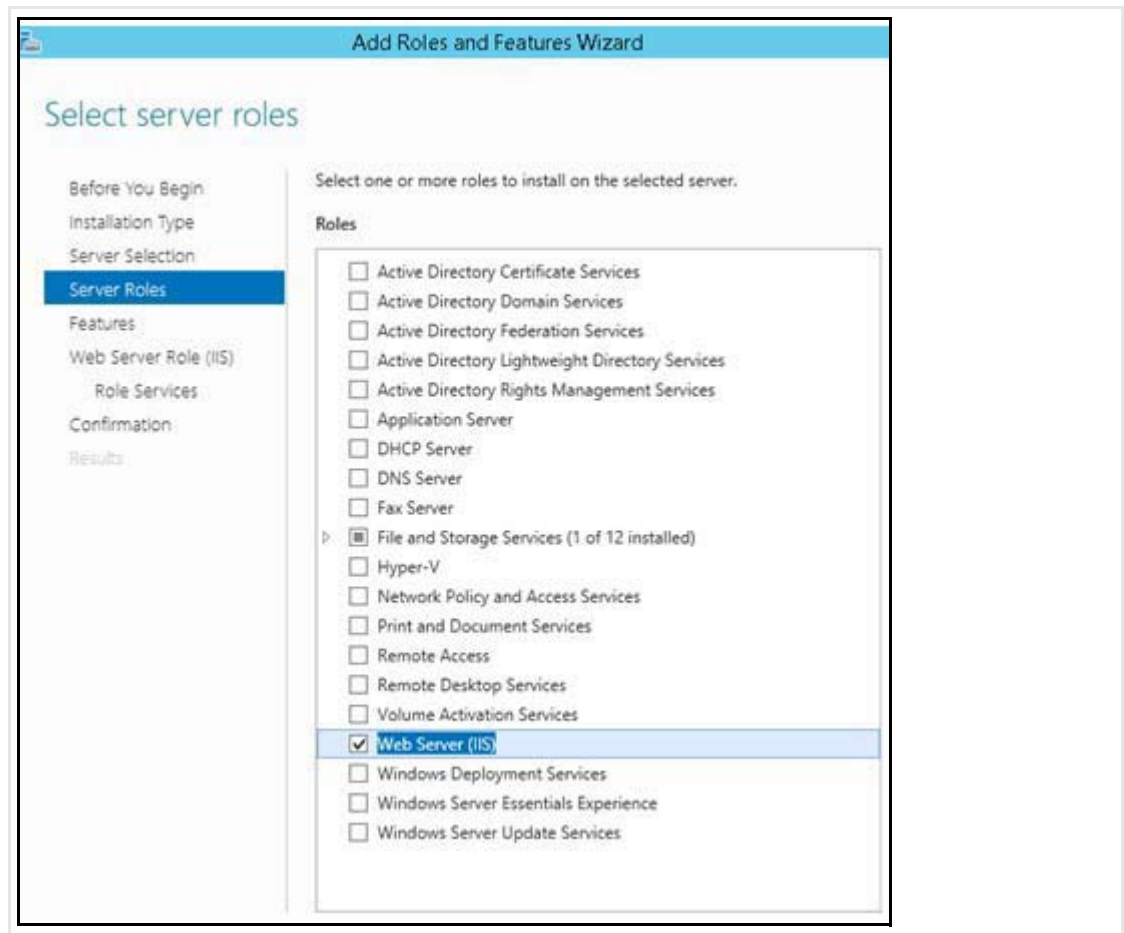 Add Roles and Features Wizard
Select server roles
Before You Begin
Installation Type
Server Selection
Server Roles
Features
Web Server Role (IIS)
Role Services
Confirmation
Results
Select one or more roles to install on the selected server.
Roles
Active Directory Certificate Services
Active Directory Domain Services
Active Directory Federation Services
Active Directory Lightweight Directory Services
Active Directory Rights Management Services
Application Server
DHCP Server
DNS Server
Fax Server
File and Storage Services (1 of 12 installed)
Hyper-V
Network Policy and Access Services
Print and Document Services
Remote Access
Remote Desktop Services
Volume Activation Services
Web Server (IIS)
Windows Deployment Services
Windows Server Essentials Experience
Windows Server Update Services